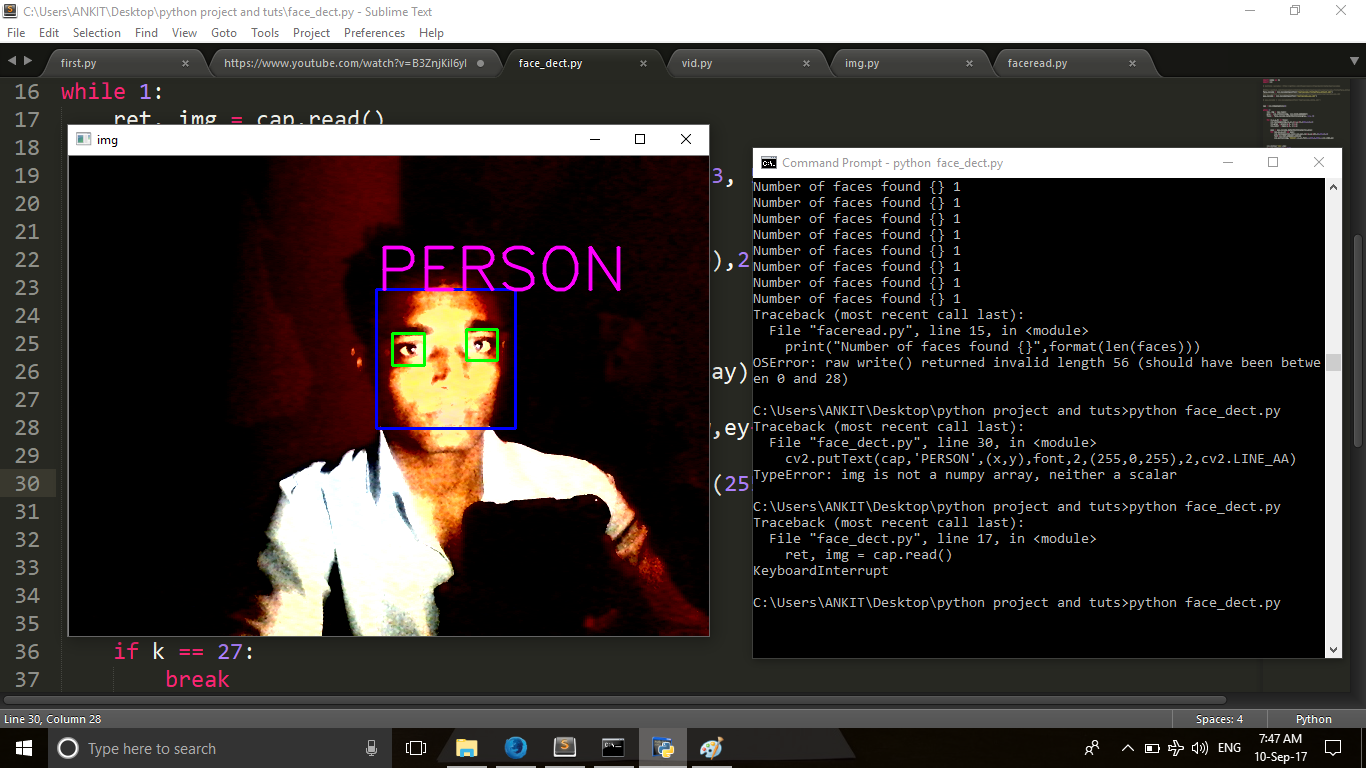 C:\Users\ANKIT\Desktop\python project and tuts\face_dect.py - Sublime Text
File Edit Selection Find View Goto Tools Project Preferences Help
first.py
https://www.youtube.com/watch?v=B3ZnjKil6yI
face_dect.py
vid.py
img.py
faceread.py
16 while 1:
17 ret, img = cap.read()
18
19 3,
20
21
22 ),2
23
24
25
26 ay)
27
28 ,ey
29
30 (25
31
32
33
34
35
36 if k == 27:
37 break
img
PERSON
Command Prompt - python face_dect.py
Number of faces found {} 1
Number of faces found {} 1
Number of faces found {} 1
Number of faces found {} 1
Number of faces found {} 1
Number of faces found {} 1
Number of faces found {} 1
Number of faces found {} 1
Traceback (most recent call last):
File "faceread.py", line 15, in <module>
print("Number of faces found {}",format(len(faces)))
OSError: raw write() returned invalid length 56 (should have been betwe
en 0 and 28)
C:\Users\ANKIT\Desktop\python project and tuts>python face_dect.py
Traceback (most recent call last):
File "face_dect.py", line 30, in <module>
cv2.putText(cap,'PERSON',(x,y),font,2,(255,0,255),2,cv2.LINE_AA)
TypeError: img is not a numpy array, neither a scalar
C:\Users\ANKIT\Desktop\python project and tuts>python face_dect.py
Traceback (most recent call last):
File "face_dect.py", line 17, in <module>
ret, img = cap.read()
KeyboardInterrupt
C:\Users\ANKIT\Desktop\python project and tuts>python face_dect.py
Line 30, Column 28
Spaces: 4
Python
Type here to search
ENG
7:47 AM
10-Sep-17